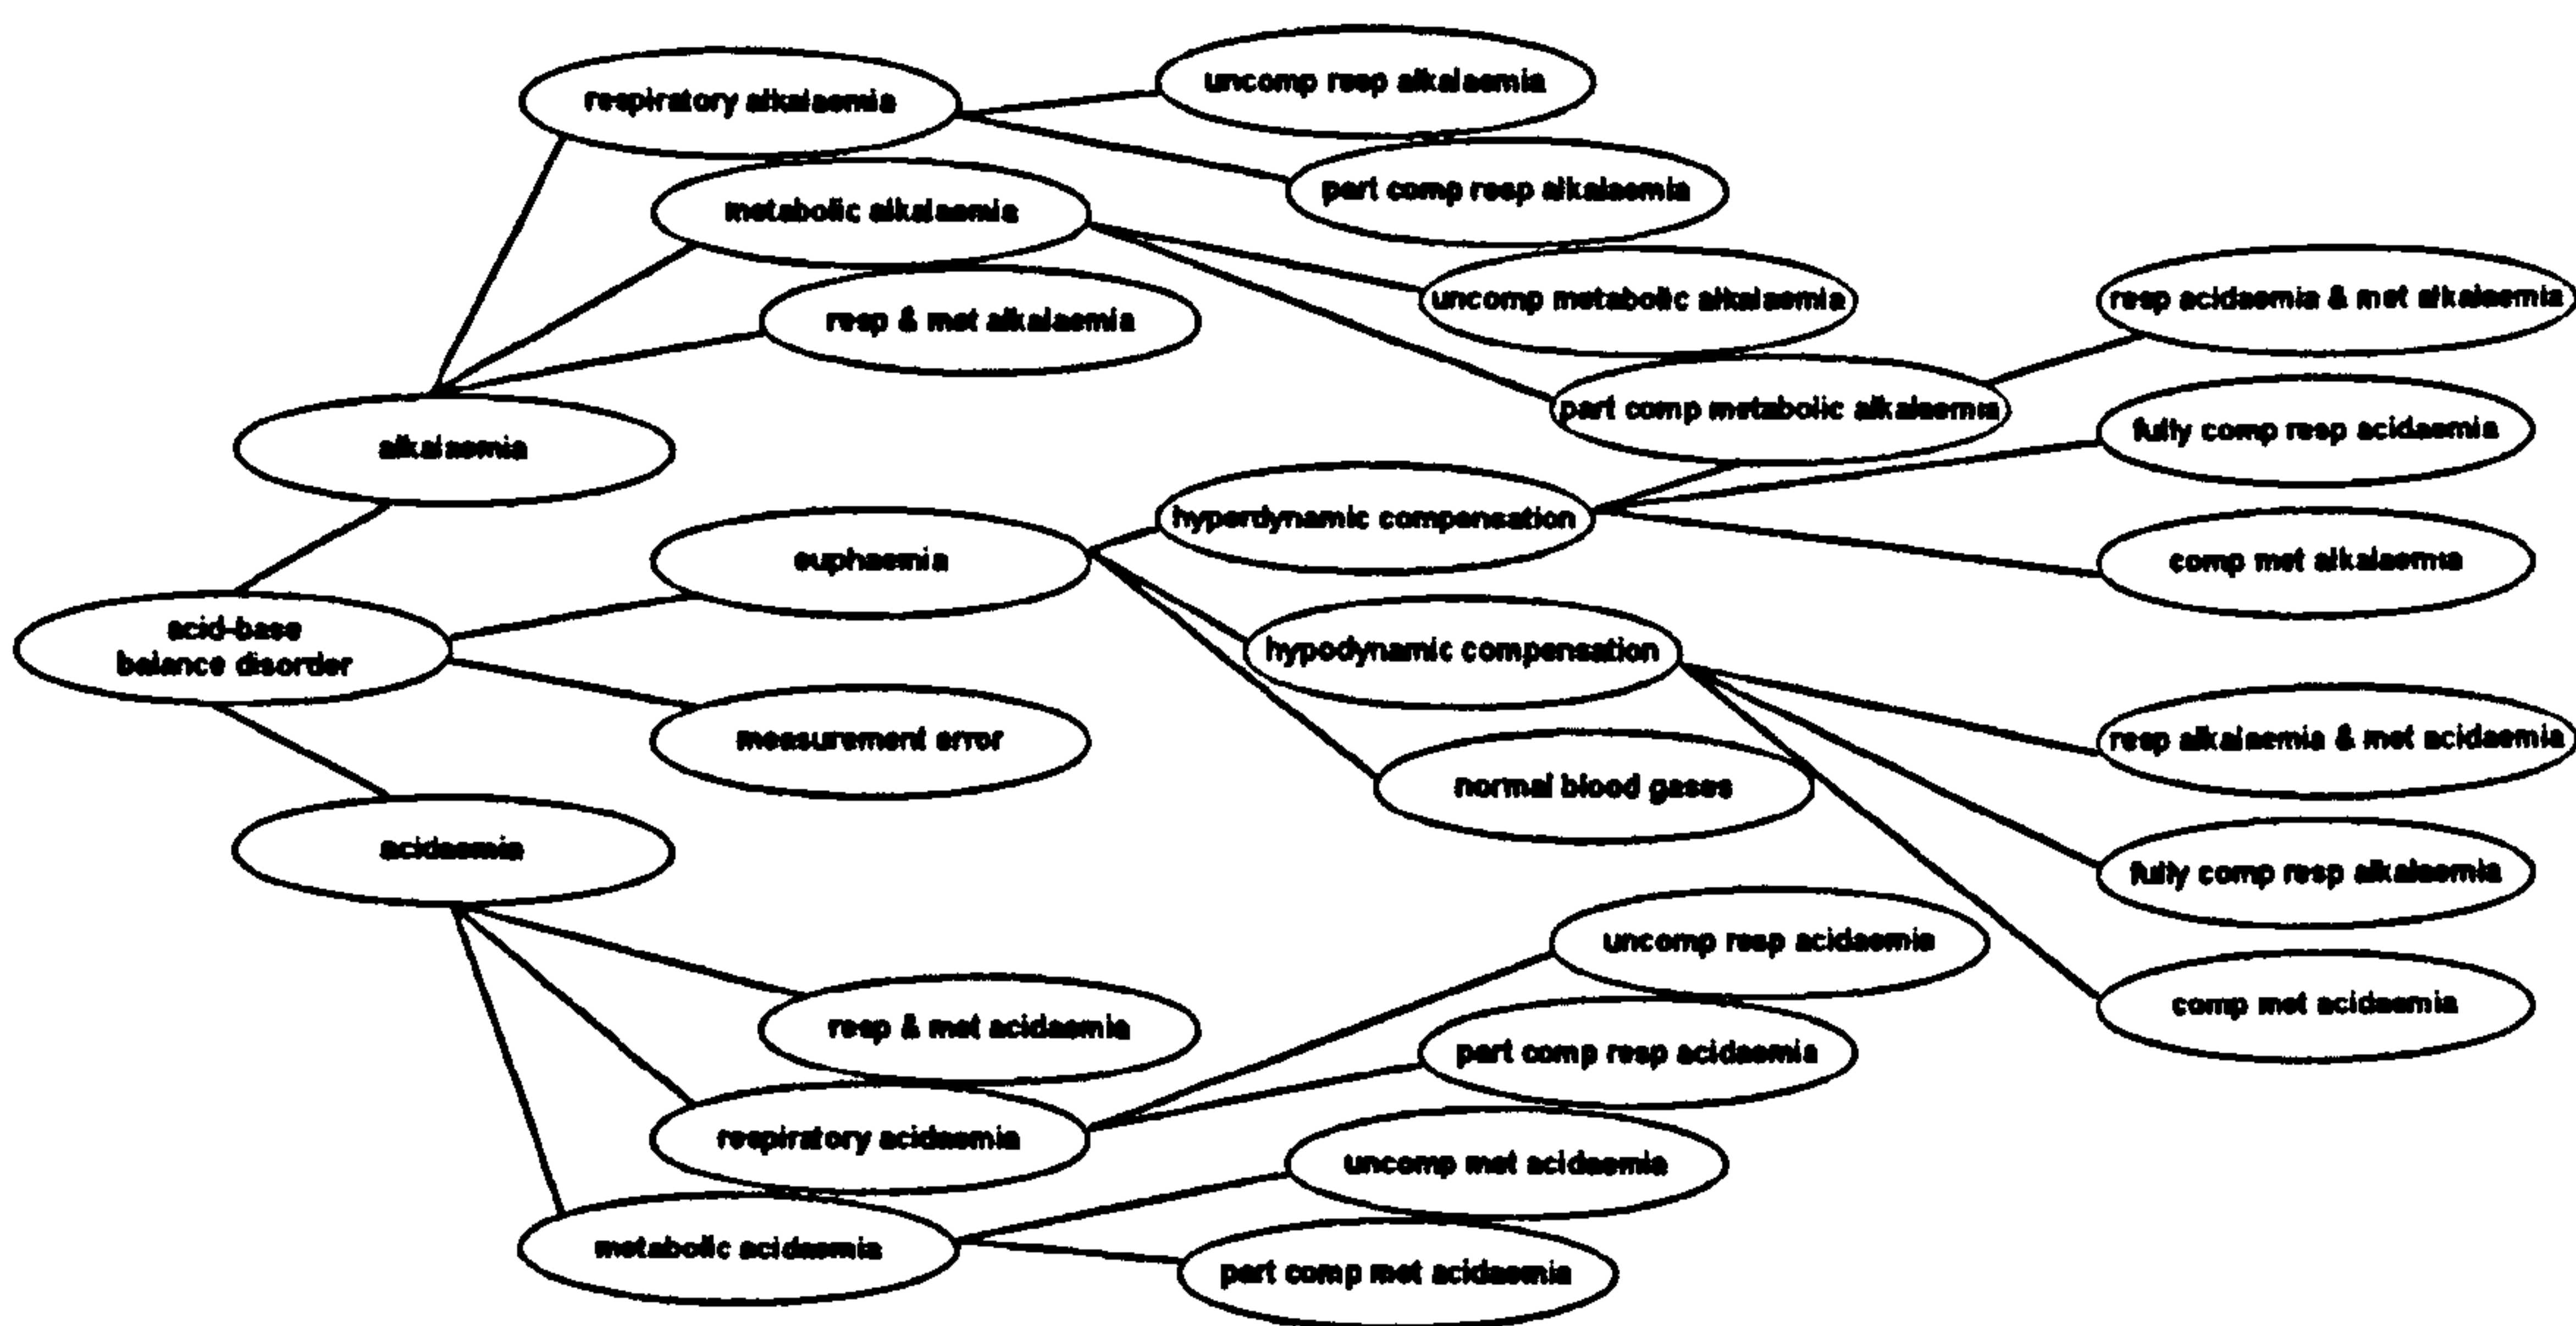 respiratory alkalaemia
uncomp resp alkalaemia
part comp resp alkalaemia
metabolic alkalaemia
uncomp metabolic alkalaemia
part comp metabolic alkalaemia
resp & met alkalaemia
alkalaemia
resp acidaemia & met alkalaemia
fully comp resp acidaemia
comp met alkalaemia
hyperdynamic compensation
euphaemia
hypodynamic compensation
normal blood gases
acid-base
balance disorder
measurement error
resp alkalaemia & met acidaemia
fully comp resp alkalaemia
comp met acidaemia
acidaemia
resp & met acidaemia
uncomp resp acidaemia
part comp resp acidaemia
respiratory acidaemia
uncomp met acidaemia
metabolic acidaemia
part comp met acidaemia